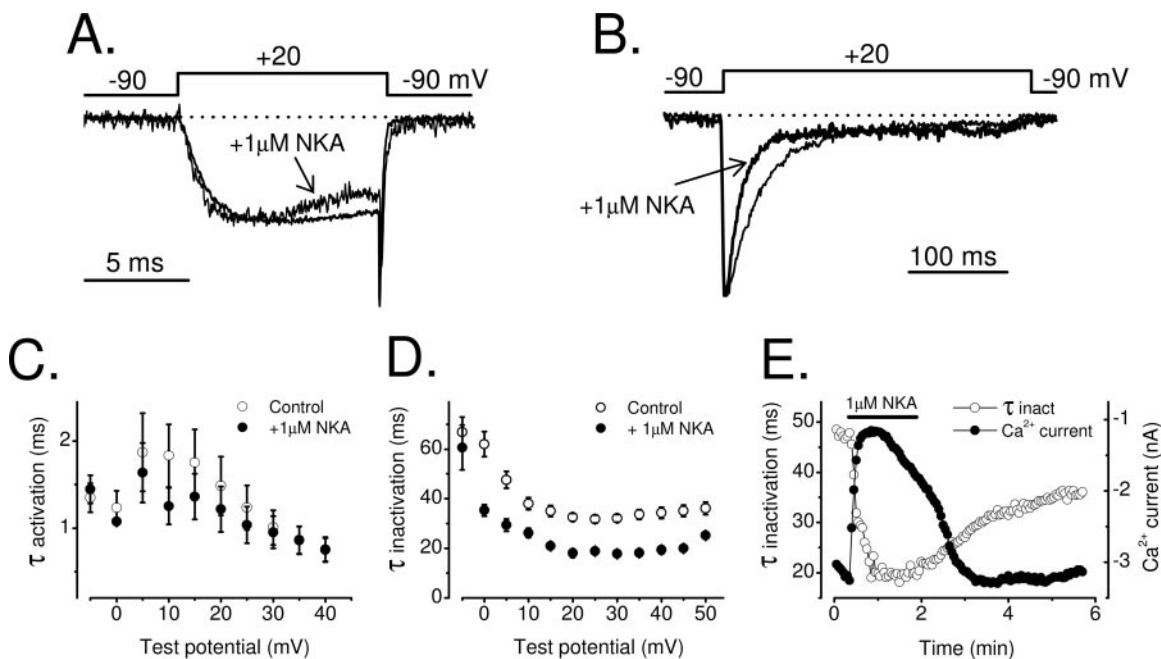 A.
+20
-90
-90 mV
+1μM NKA
5 ms
B.
+20
-90
-90 mV
+1μM NKA
100 ms
C.
τ activation (ms)
2
1
0 10 20 30 40
Test potential (mV)
Control
+1μM NKA
D.
τ inactivation (ms)
60
40
20
0
0 10 20 30 40 50
Test potential (mV)
Control
+ 1μM NKA
E.
τ inactivation (ms)
50
40
30
20
1μM NKA
τ inact
Ca²⁺ current
-1
-2
-3
Ca²⁺ current (nA)
0 2 4 6
Time (min)